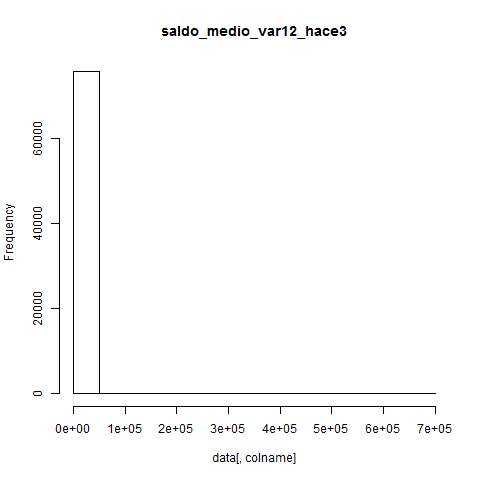 saldo_medio_var12_hace3
Frequency
60000
40000
20000
0
0e+00 1e+05 2e+05 3e+05 4e+05 5e+05 6e+05 7e+05
data[, colname]